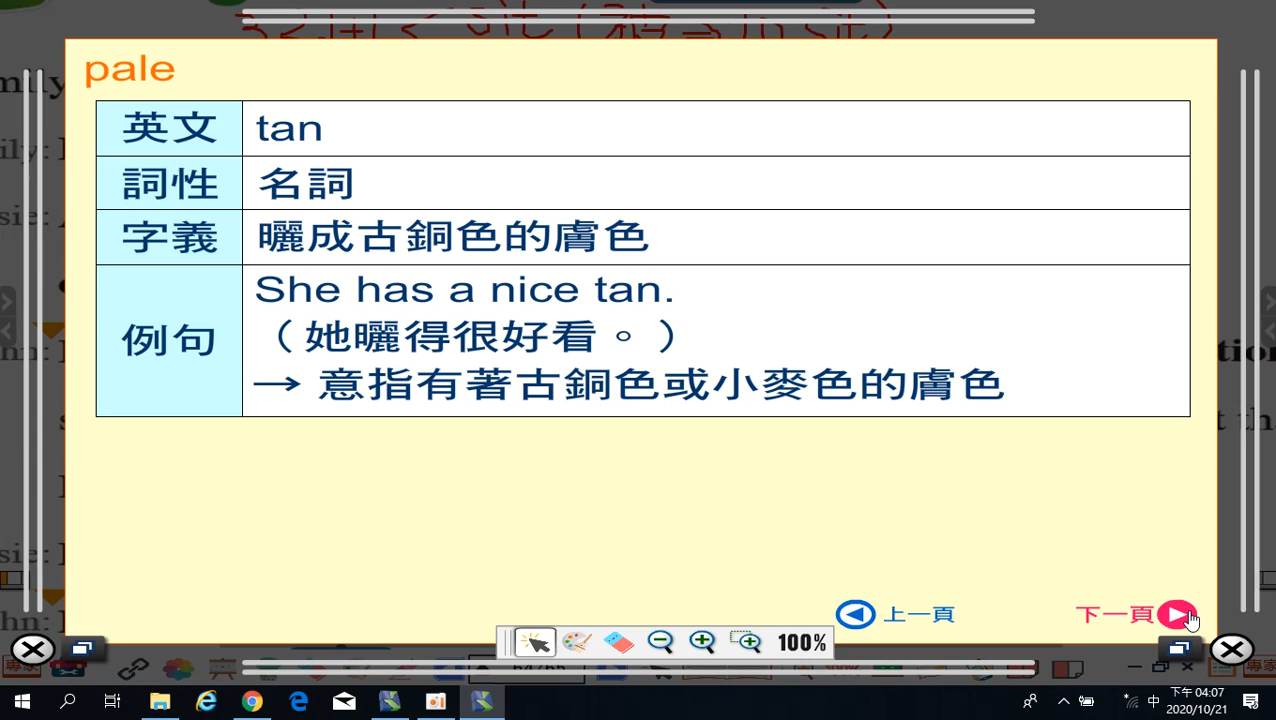 pale
英文 tan
詞性 名詞
字義 曬成古銅色的膚色
例句 She has a nice tan.
（她曬得很好看。）
→ 意指有著古銅色或小麥色的膚色
上一頁 下一頁
100%
中 下午 04:07
2020/10/21